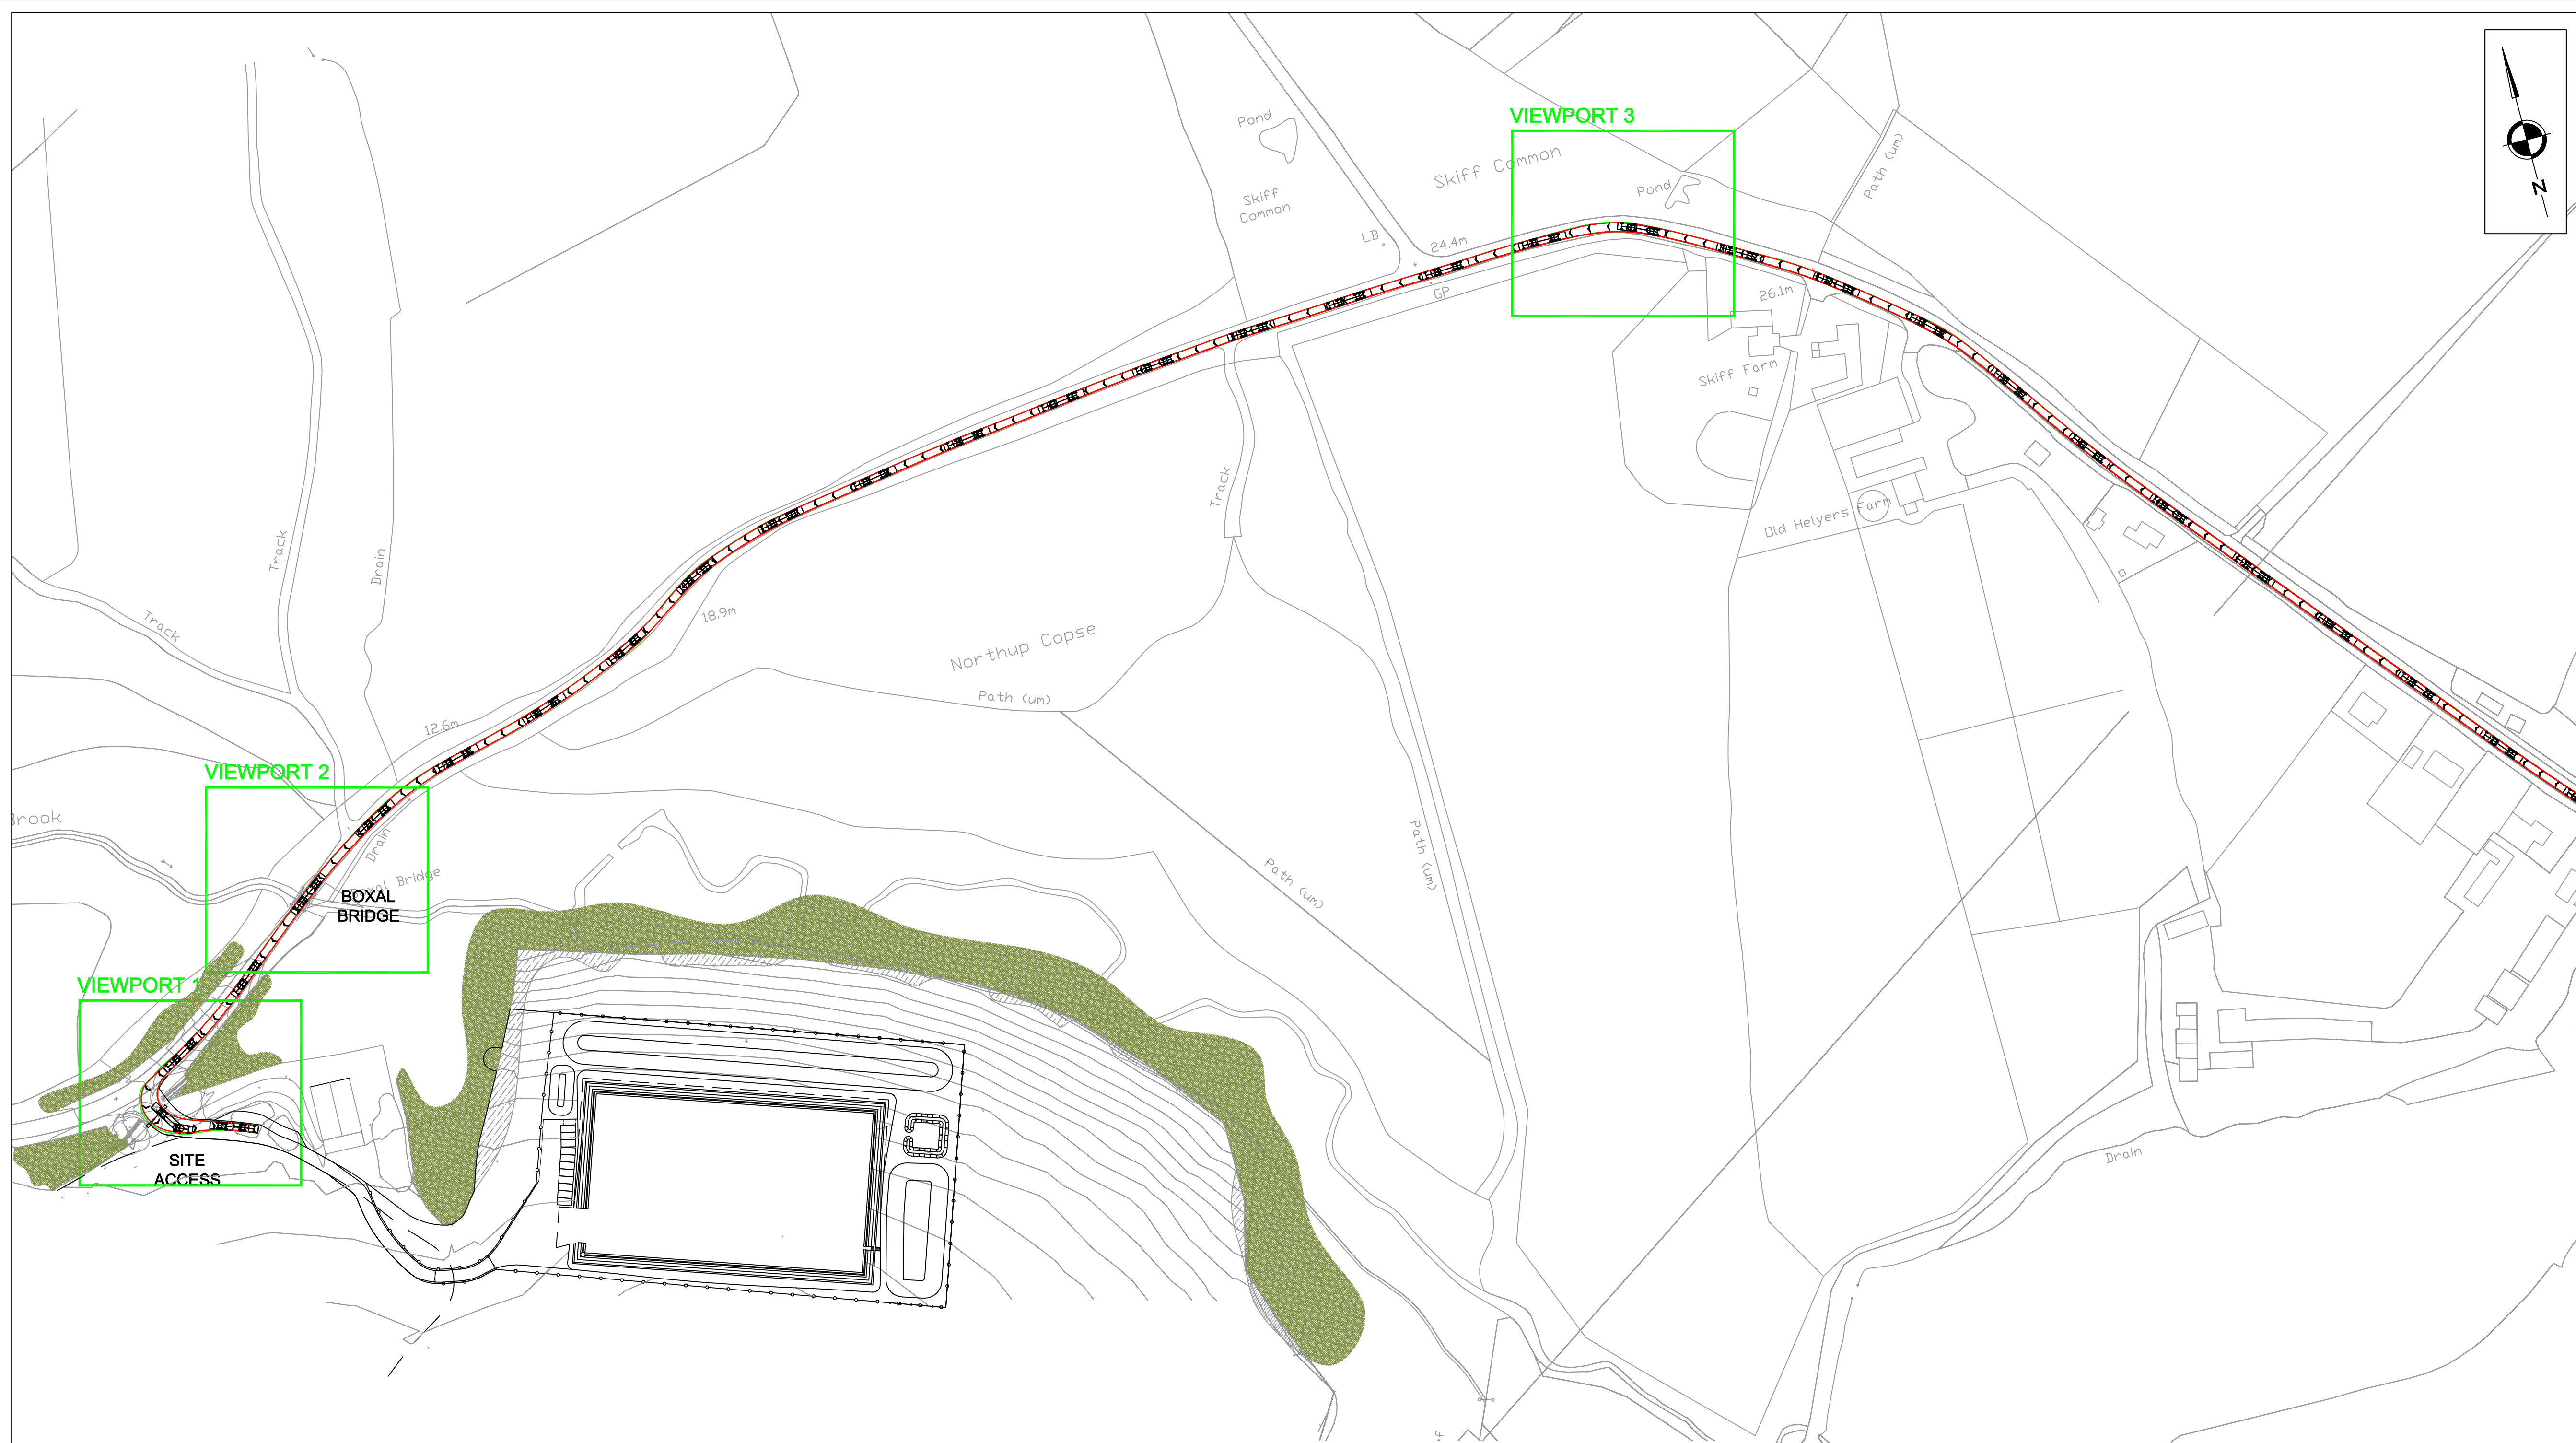 VIEWPORT 3
Pond
Skiff Common
Path (um)
Pond
Skiff
Common
N
LB
24.4m
GP
26.1m
Skiff Farm
Track
Old Helyers Farm
Track
Drain
Track
18.9m
Northup Copse
Path (um)
12.6m
VIEWPORT 2
Brook
Drain
Path (um)
Path (um)
Boxal Bridge
BOXAL
BRIDGE
VIEWPORT 1
SITE
ACCESS
Drain